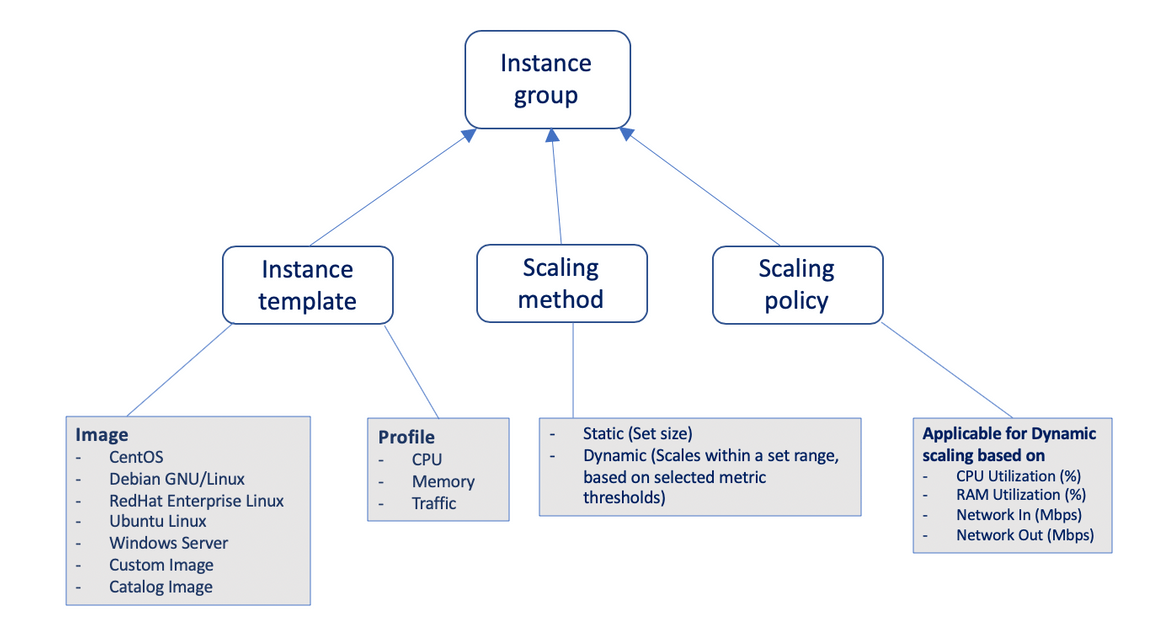 Instance
group
Instance
template
Scaling
method
Scaling
policy
Image
- CentOS
- Debian GNU/Linux
- RedHat Enterprise Linux
- Ubuntu Linux
- Windows Server
- Custom Image
- Catalog Image
Profile
- CPU
- Memory
- Traffic
- Static (Set size)
- Dynamic (Scales within a set range,
based on selected metric
thresholds)
Applicable for Dynamic
scaling based on
- CPU Utilization (%)
- RAM Utilization (%)
- Network In (Mbps)
- Network Out (Mbps)